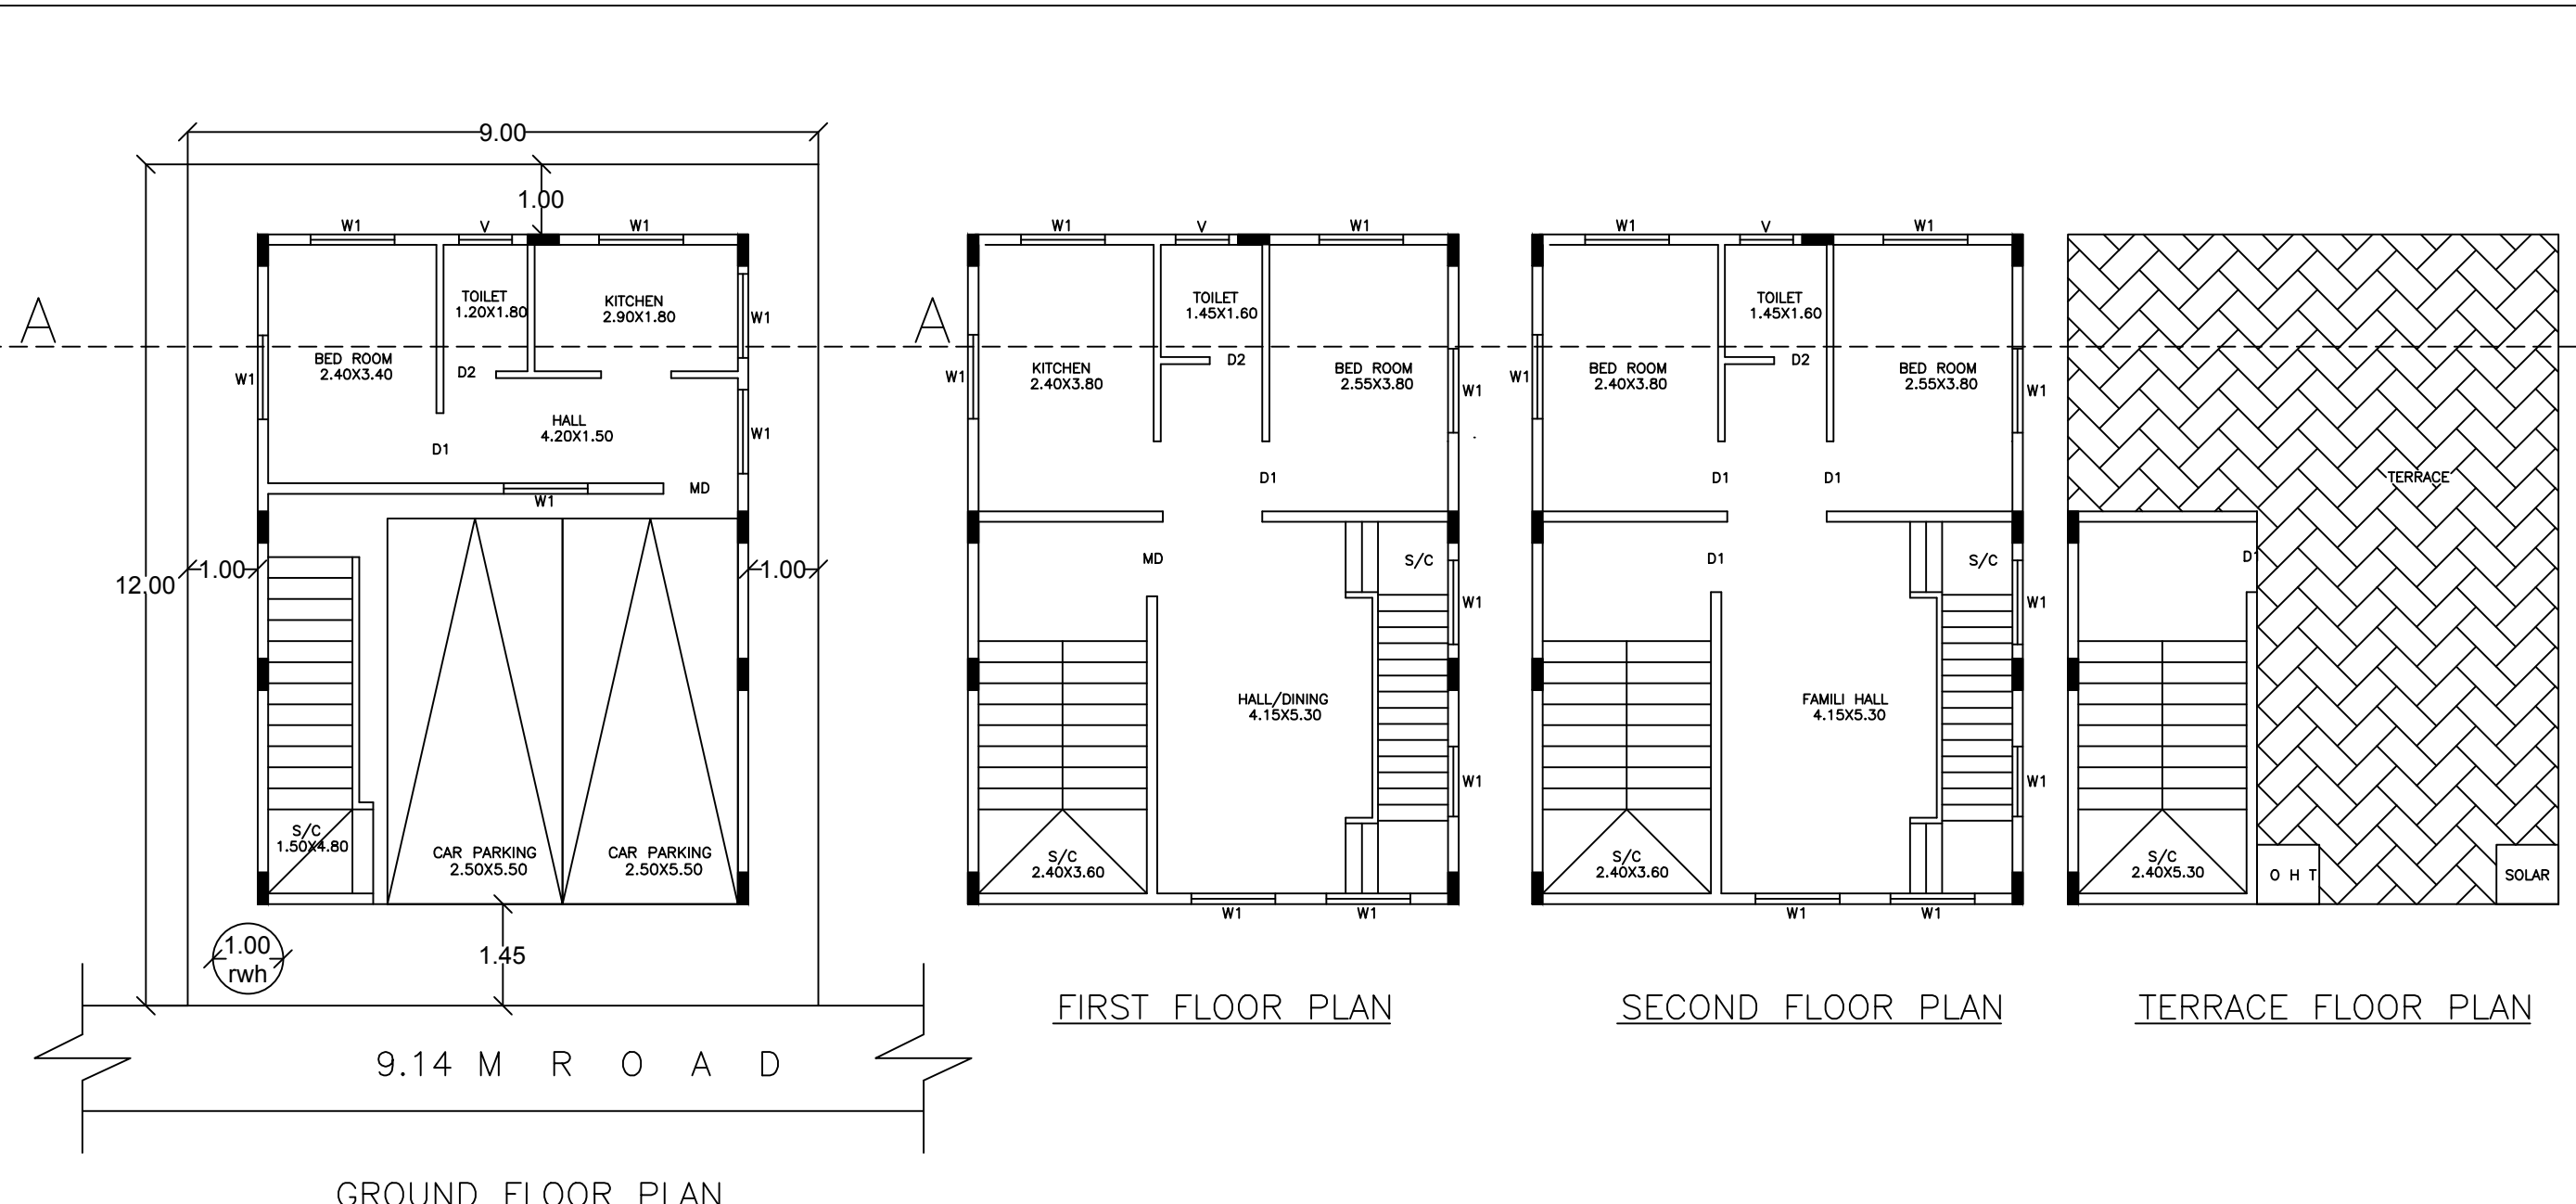 9.00
1.00
W1
V
W1
A
TOILET
1.20X1.80
KITCHEN
2.90X1.80
W1
BED ROOM
2.40X3.40
W1
D2
HALL
4.20X1.50
W1
D1
MD
W1
1.00
1.00
12.00
S/C
1.50X4.80
CAR PARKING
2.50X5.50
CAR PARKING
2.50X5.50
1.00
rwh
1.45
9.14 M R O A D
GROUND FLOOR PLAN
W1
V
W1
A
TOILET
1.45X1.60
D2
KITCHEN
2.40X3.80
BED ROOM
2.55X3.80
W1
W1
D1
MD
S/C
W1
HALL/DINING
4.15X5.30
W1
S/C
2.40X3.60
W1
W1
FIRST FLOOR PLAN
W1
V
W1
TOILET
1.45X1.60
D2
BED ROOM
2.40X3.80
BED ROOM
2.55X3.80
W1
W1
D1
D1
D1
S/C
W1
FAMILI HALL
4.15X5.30
W1
S/C
2.40X3.60
W1
W1
SECOND FLOOR PLAN
TERRACE
D1
S/C
2.40X5.30
O H T
SOLAR
TERRACE FLOOR PLAN